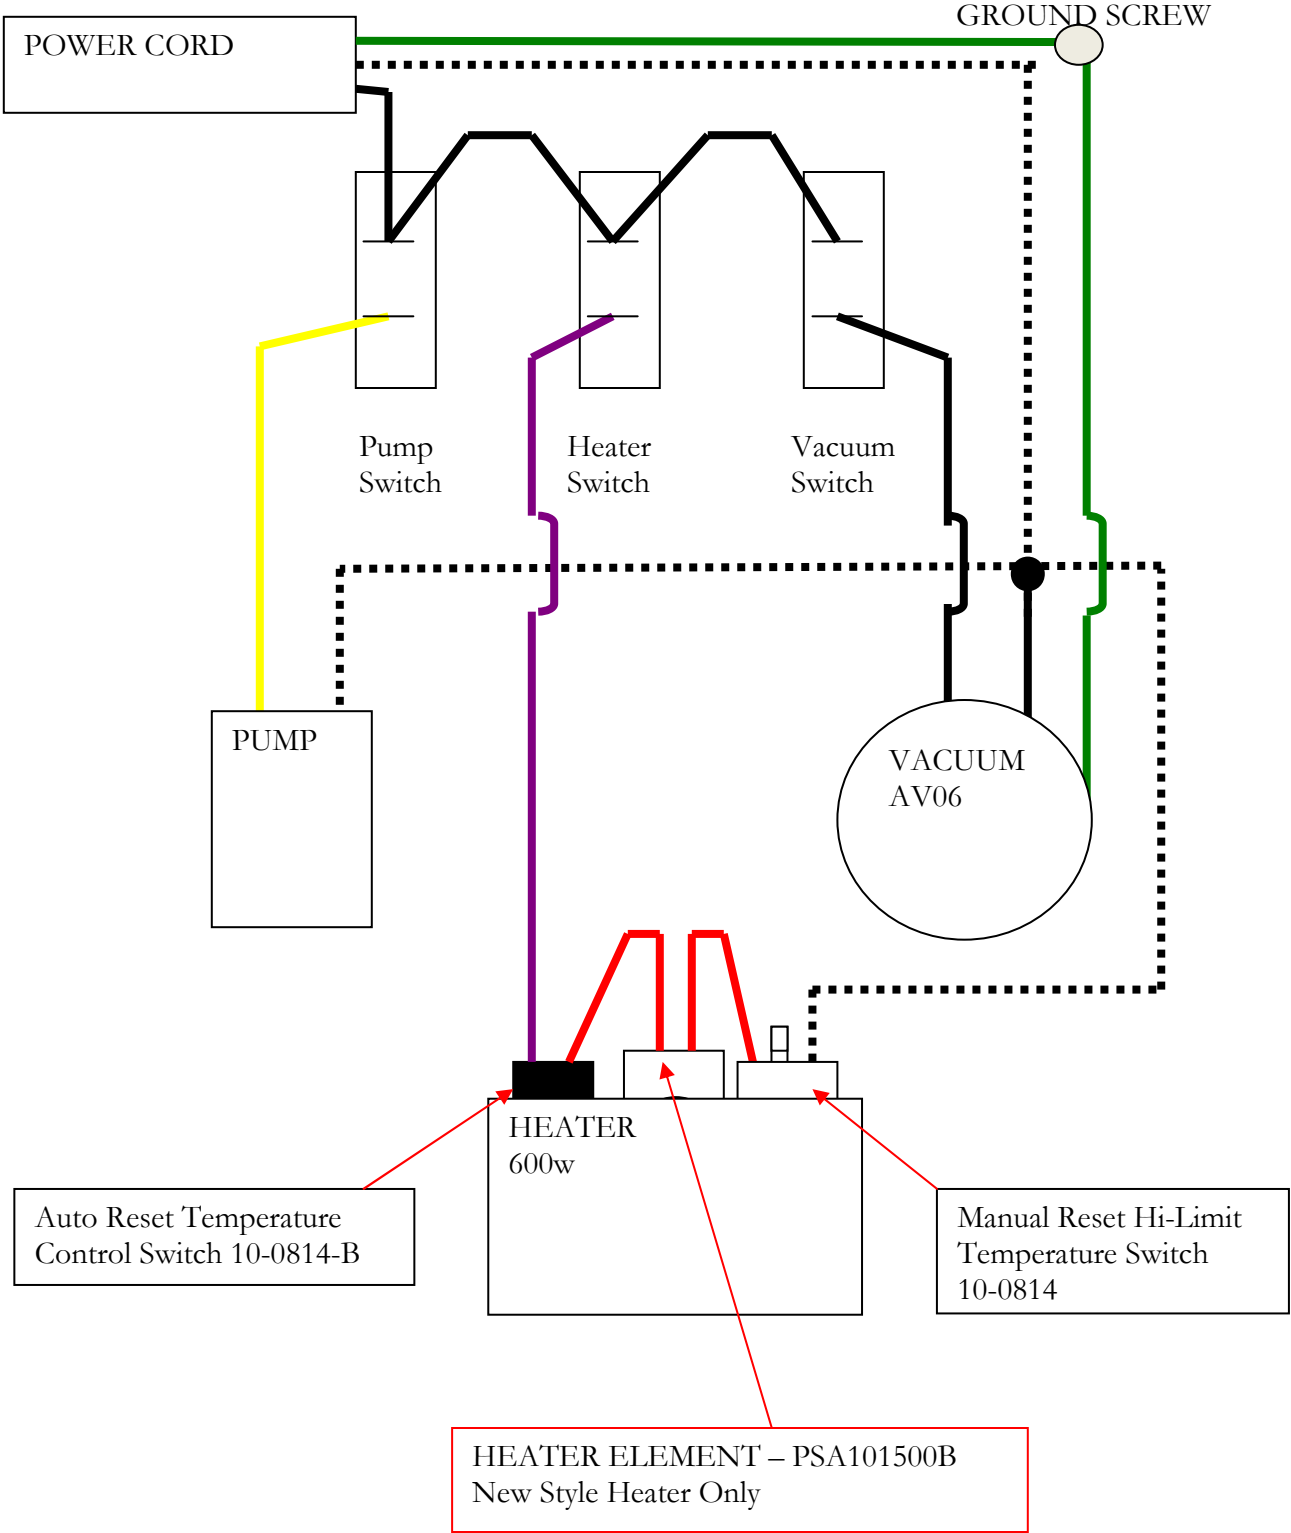 GROUND SCREW
POWER CORD
Pump
Switch
Heater
Switch
Vacuum
Switch
PUMP
VACUUM
AV06
HEATER
600w
Auto Reset Temperature
Control Switch 10-0814-B
Manual Reset Hi-Limit
Temperature Switch
10-0814
HEATER ELEMENT – PSA101500B
New Style Heater Only